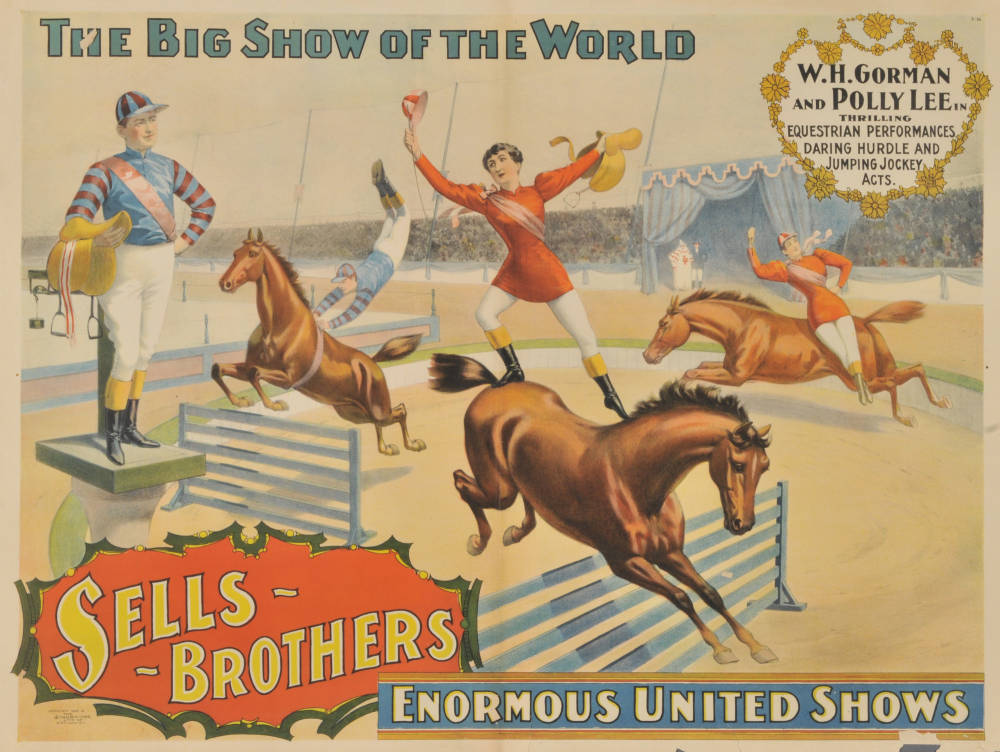 THE BIG SHOW OF THE WORLD
W.H. GORMAN
AND POLLY LEE IN
THRILLING
EQUESTRIAN PERFORMANCES,
DARING HURDLE AND
JUMPING JOCKEY
ACTS.
SELLS-
-BROTHERS
ENORMOUS UNITED SHOWS